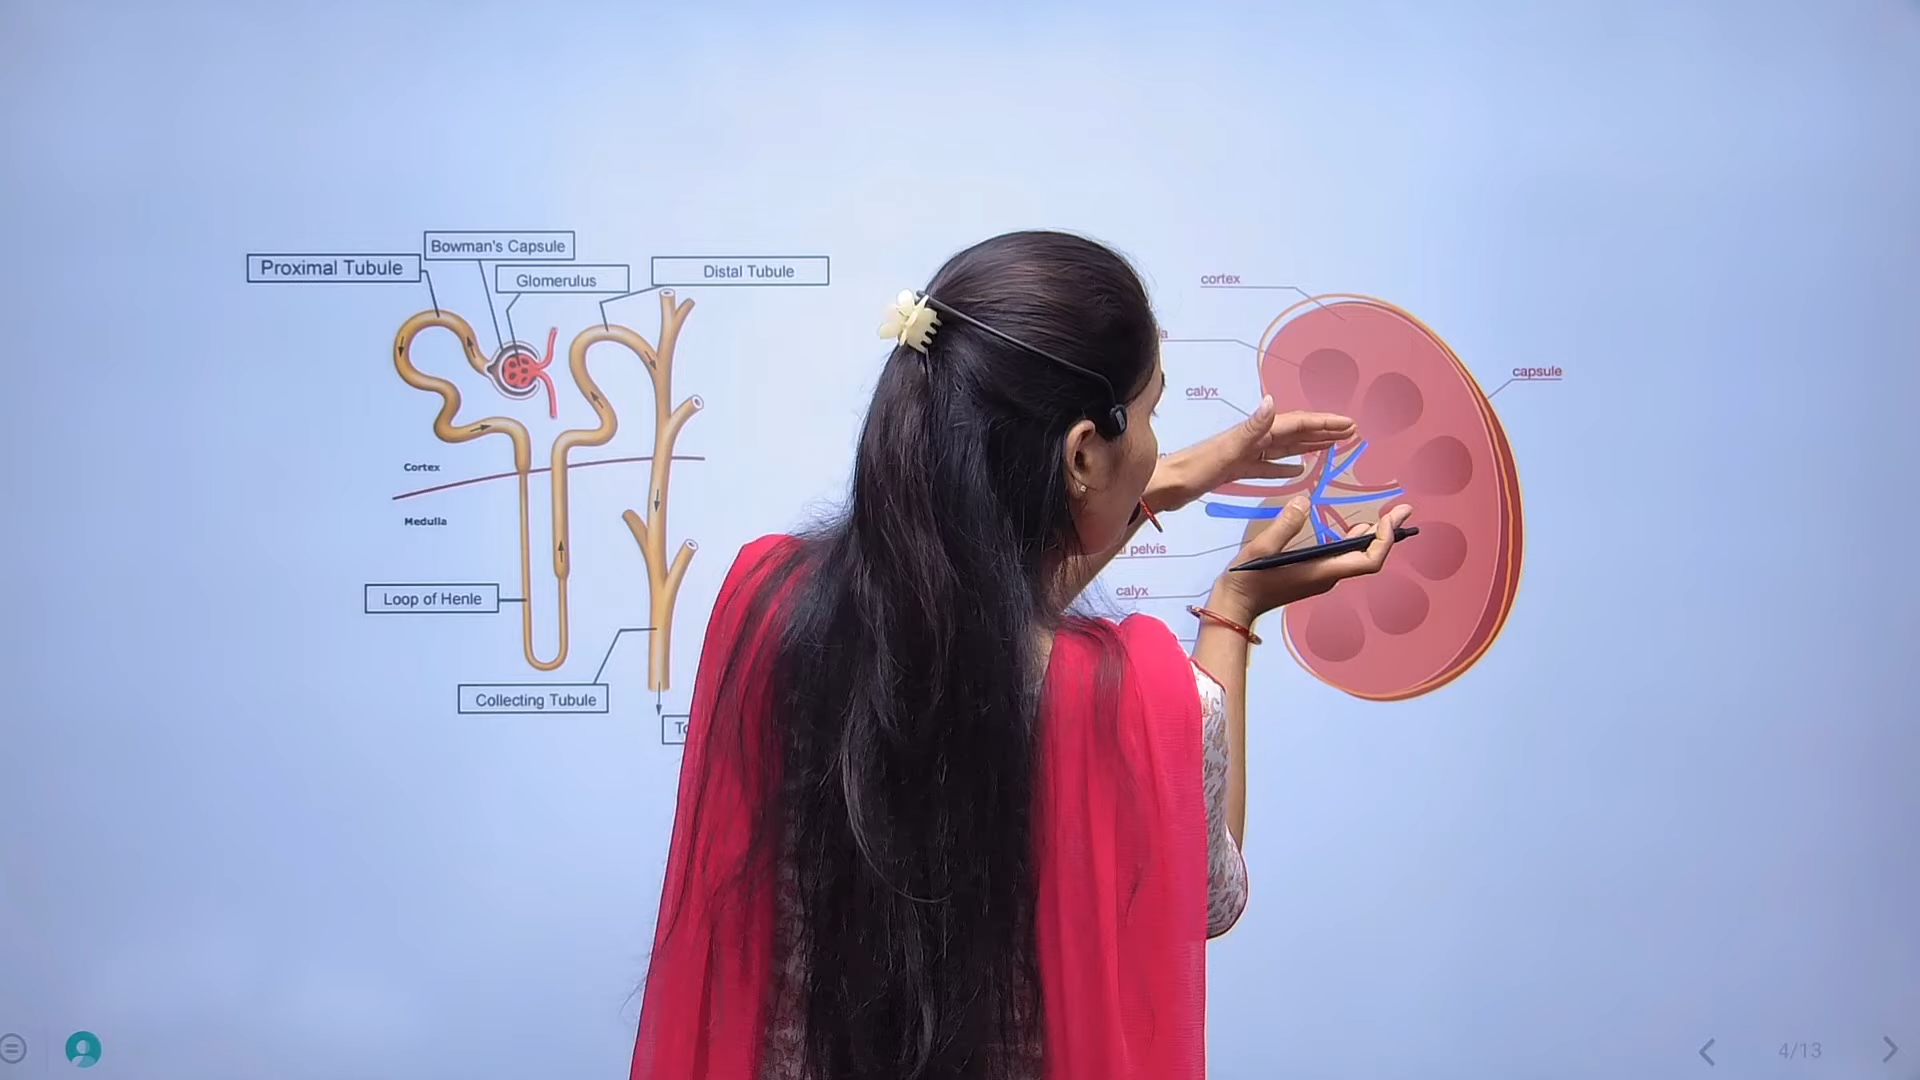 Bowman's Capsule
Proximal Tubule
Glomerulus
Distal Tubule
Cortex
Medulla
Loop of Henle
Collecting Tubule
cortex
calyx
capsule
pelvis
calyx
4/13